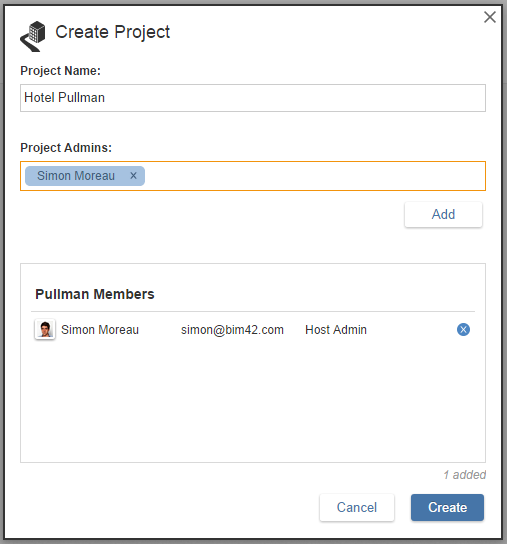 Create Project
Project Name:
Hotel Pullman
Project Admins:
Simon Moreau x
Add
Pullman Members
Simon Moreau simon@bim42.com Host Admin X
1 added
Cancel Create